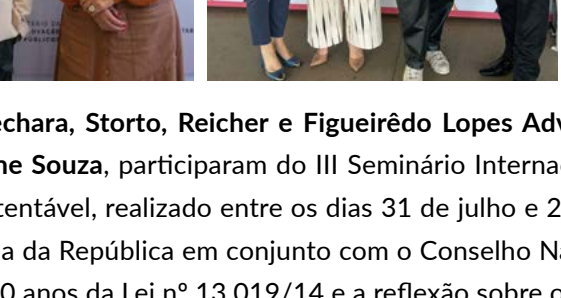 echara, Storto, Reicher e Figueirêdo Lopes Adv
ne Souza, participaram do III Seminário Interna
tentável, realizado entre os dias 31 de julho e 2
a da República em conjunto com o Conselho Na
0 anos da Lei nº 13.019/14 e a reflexão sobre o